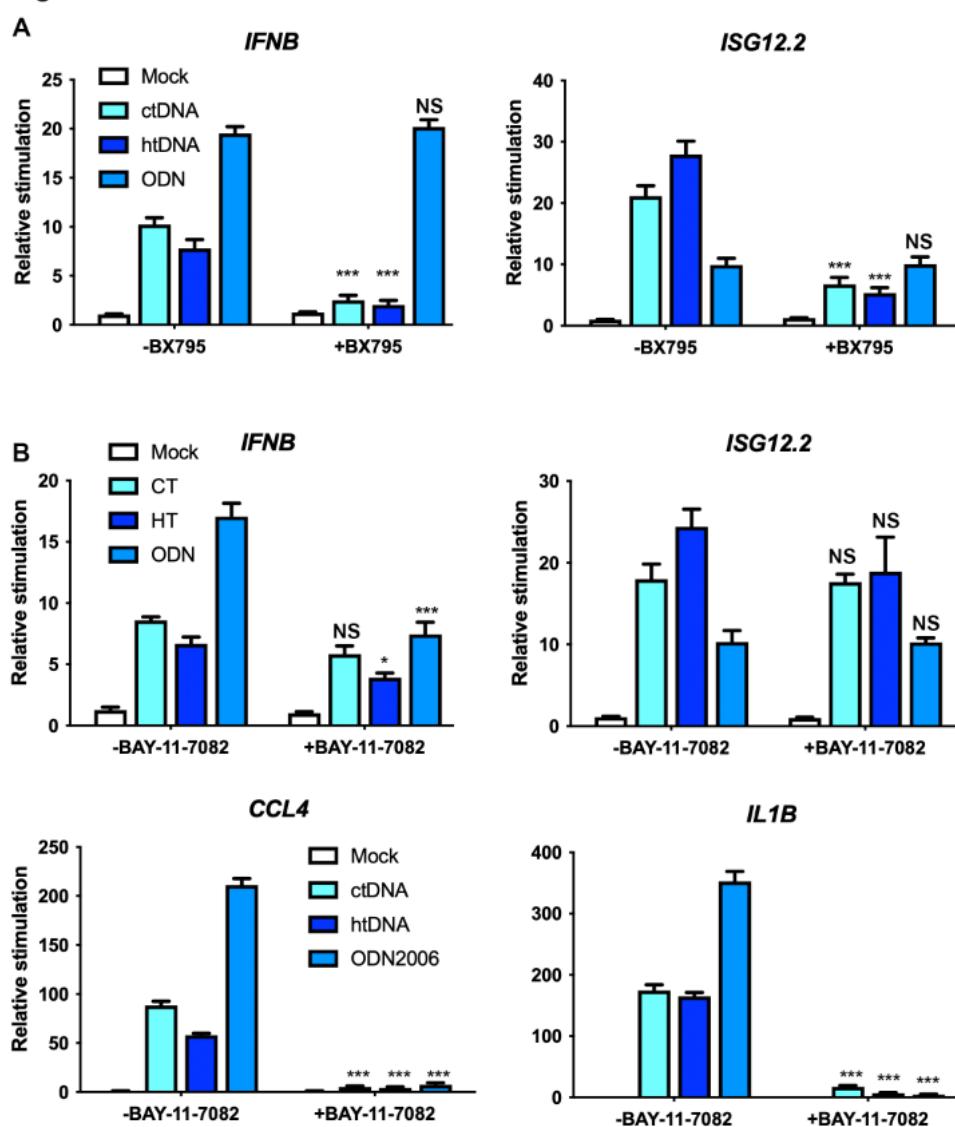 A
IFNB
ISG12.2
Relative stimulation
25
20
15
10
5
0
Mock
ctDNA
htDNA
ODN
*** *** NS
-BX795 +BX795
Relative stimulation
40
30
20
10
0
*** *** NS
-BX795 +BX795
B
IFNB
ISG12.2
Relative stimulation
20
15
10
5
0
Mock
CT
HT
ODN
NS * ***
-BAY-11-7082 +BAY-11-7082
Relative stimulation
30
20
10
0
NS NS NS
-BAY-11-7082 +BAY-11-7082
CCL4
IL1B
Relative stimulation
250
200
150
100
50
0
Mock
ctDNA
htDNA
ODN2006
*** *** ***
-BAY-11-7082 +BAY-11-7082
Relative stimulation
400
300
200
100
0
*** *** ***
-BAY-11-7082 +BAY-11-7082